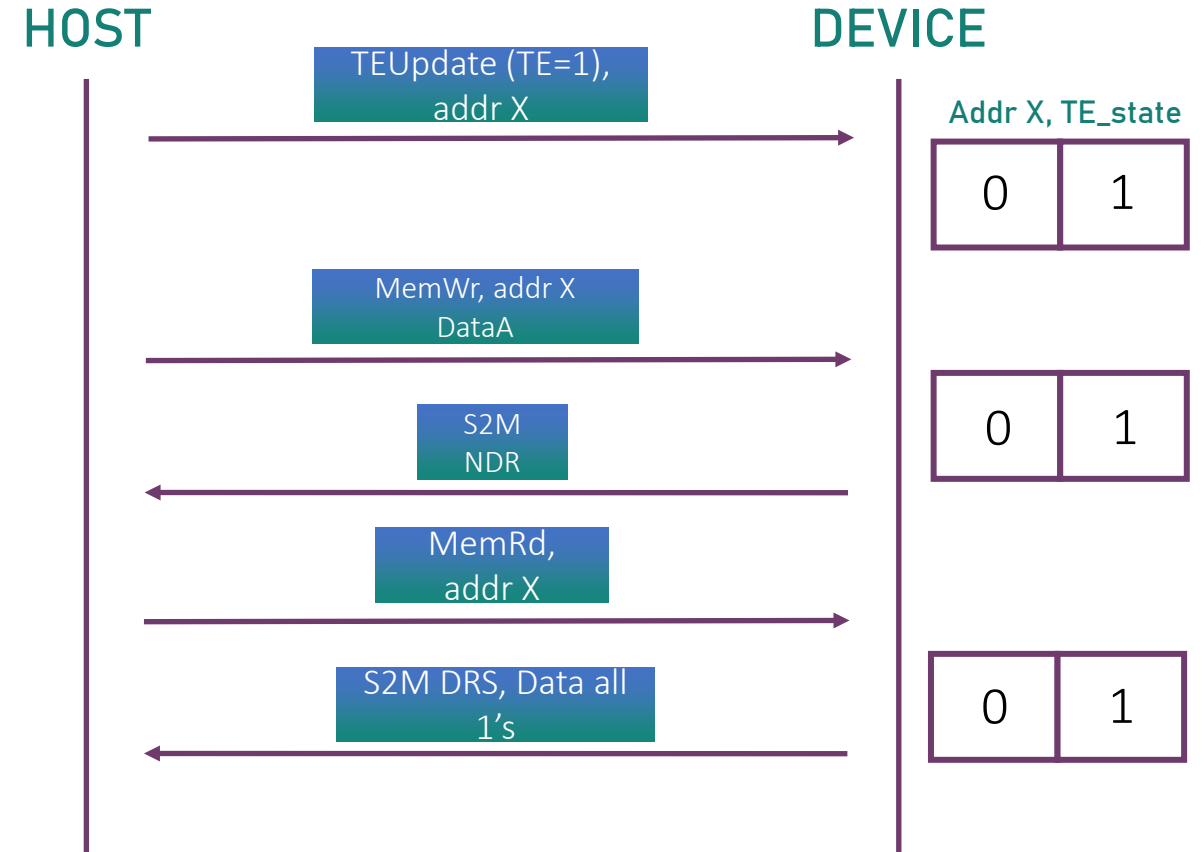 HOST
DEVICE
TEUpdate (TE=1),
addr X
Addr X, TE_state
0 1
MemWr, addr X
DataA
0 1
S2M
NDR
MemRd,
addr X
S2M DRS, Data all
1’s
0 1